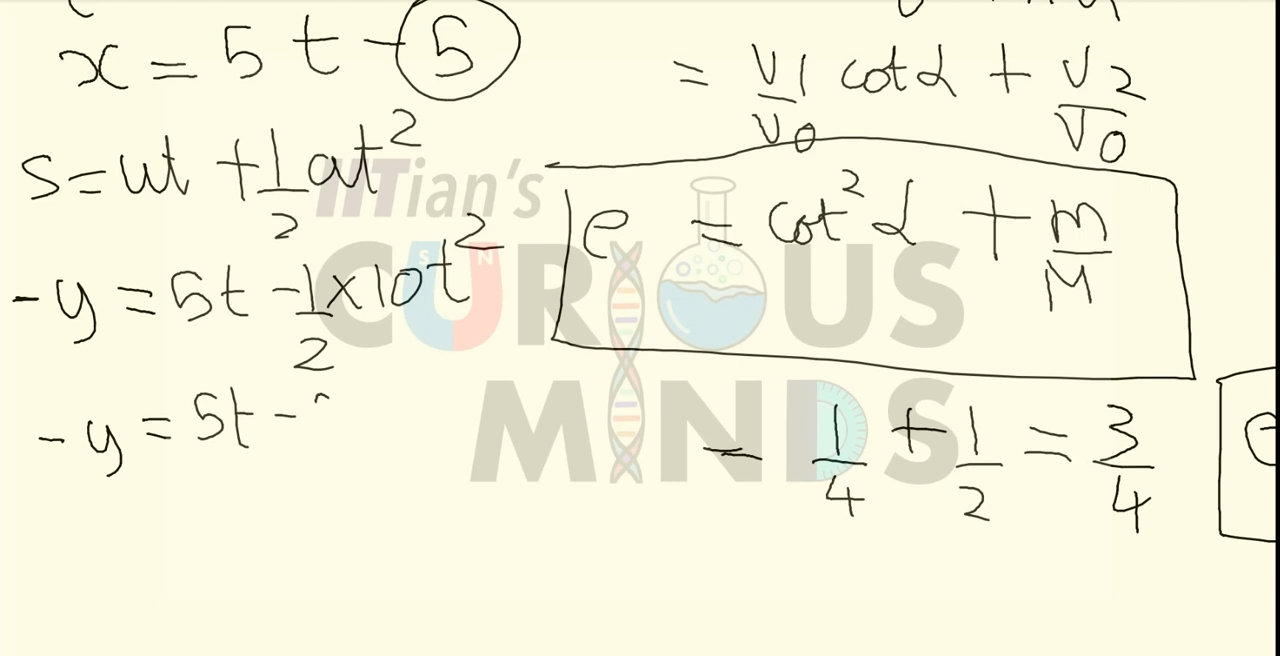 x = 5t - 5
s = ut + 1/2 at²
-y = 5t - 1/2 × 10t²
-y = 5t -
= v1/v0 cot α + v2/v0
e = cot² α + m/M
= 1/4 + 1/2 = 3/4
IITian's
CURIOUS
MINDS
S N